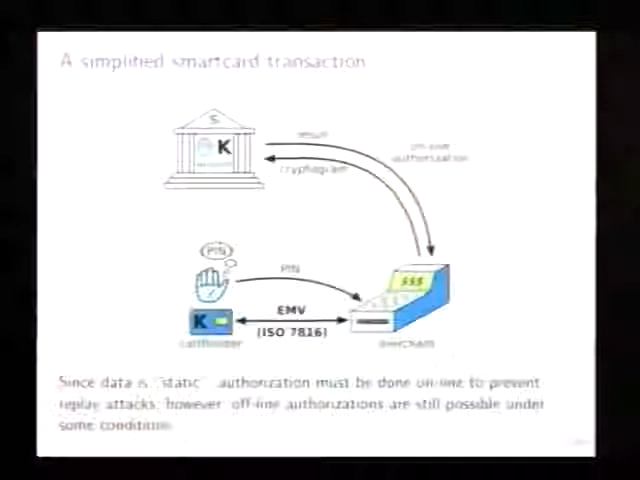 A simplified smartcard transaction
S
K
result
on-line
authorization
cryptogram
PIN
PIN
$$$
EMV
K
(ISO 7816)
cardholder
merchant
Since data is "static", authorization must be done on-line to prevent
replay attacks; however, off-line authorizations are still possible under
some conditions